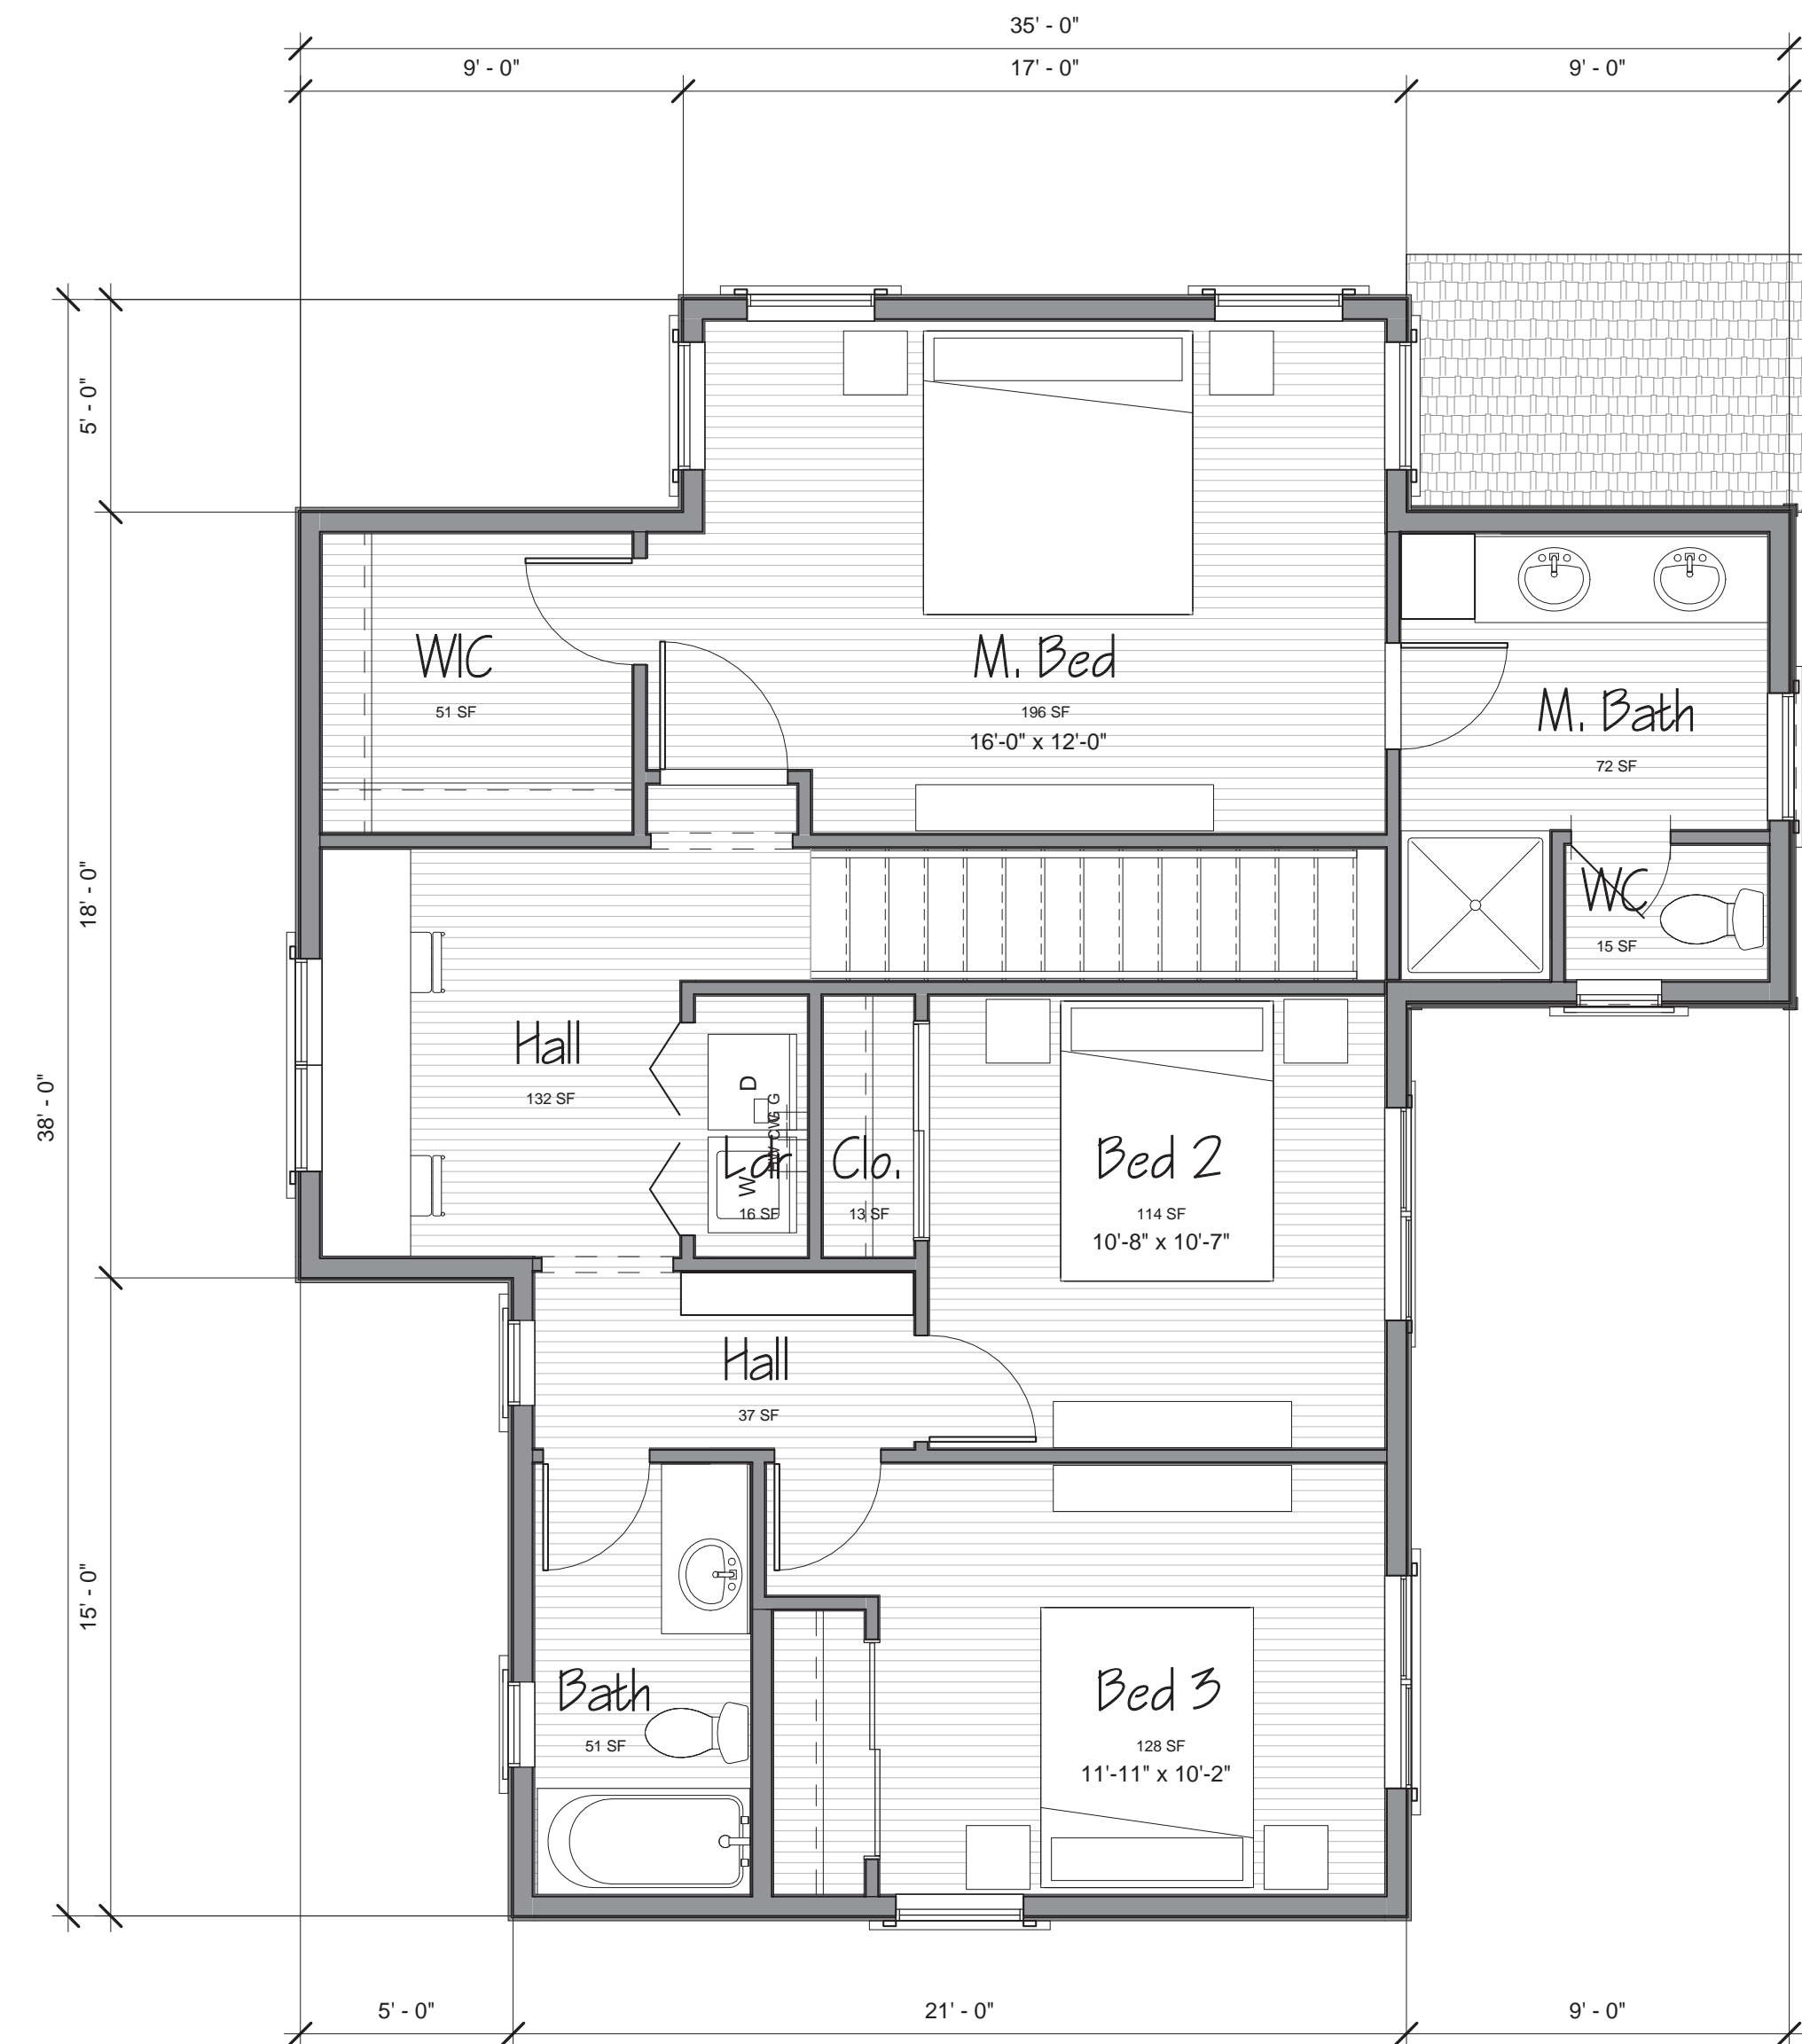 35' - 0"
9' - 0"
17' - 0"
9' - 0"
5' - 0"
18' - 0"
38' - 0"
15' - 0"
WIC
51 SF
M. Bed
196 SF
16'-0" x 12'-0"
M. Bath
72 SF
WC
15 SF
Hall
132 SF
D
W
G
Ldr
16 SF
Clo.
13 SF
Bed 2
114 SF
10'-8" x 10'-7"
Hall
37 SF
Bath
51 SF
Bed 3
128 SF
11'-11" x 10'-2"
5' - 0"
21' - 0"
9' - 0"